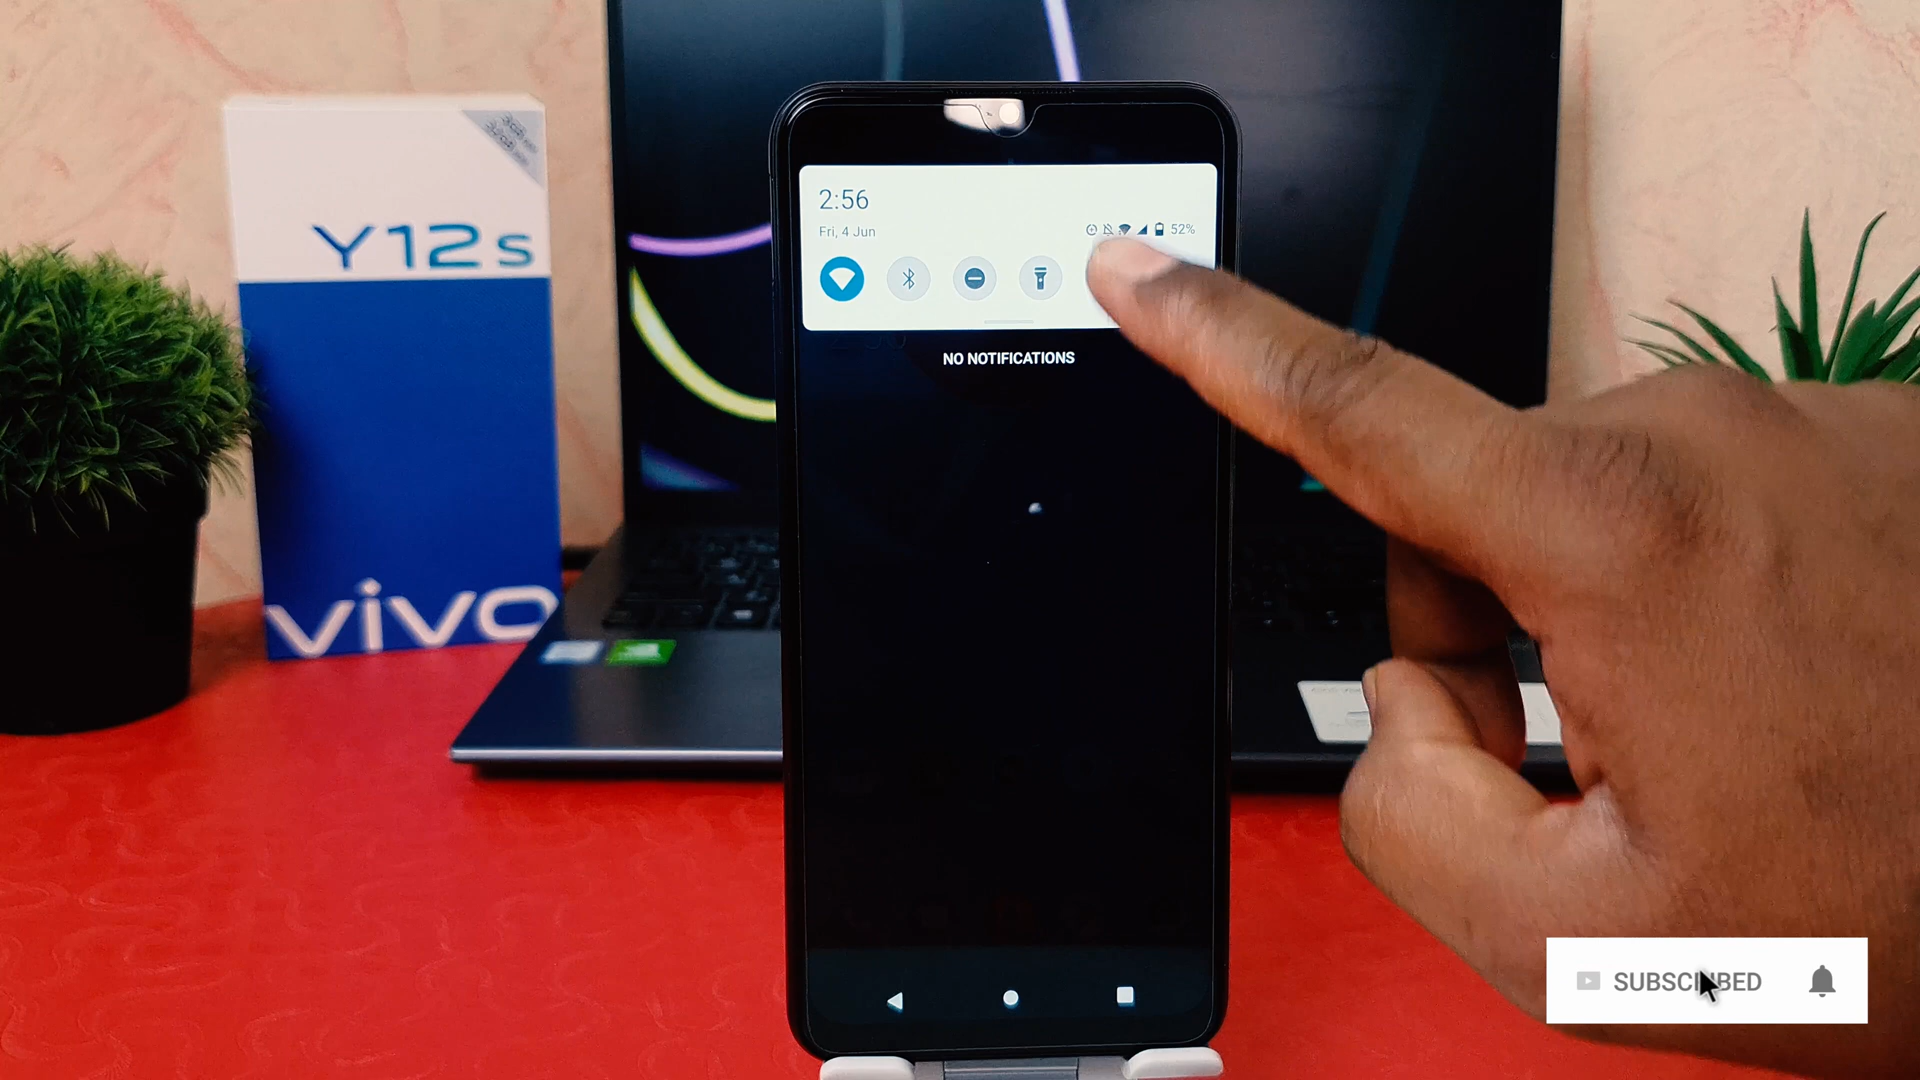 Y12s
vivo
2:56
Fri, 4 Jun
52%
NO NOTIFICATIONS
SUBSCRIBED